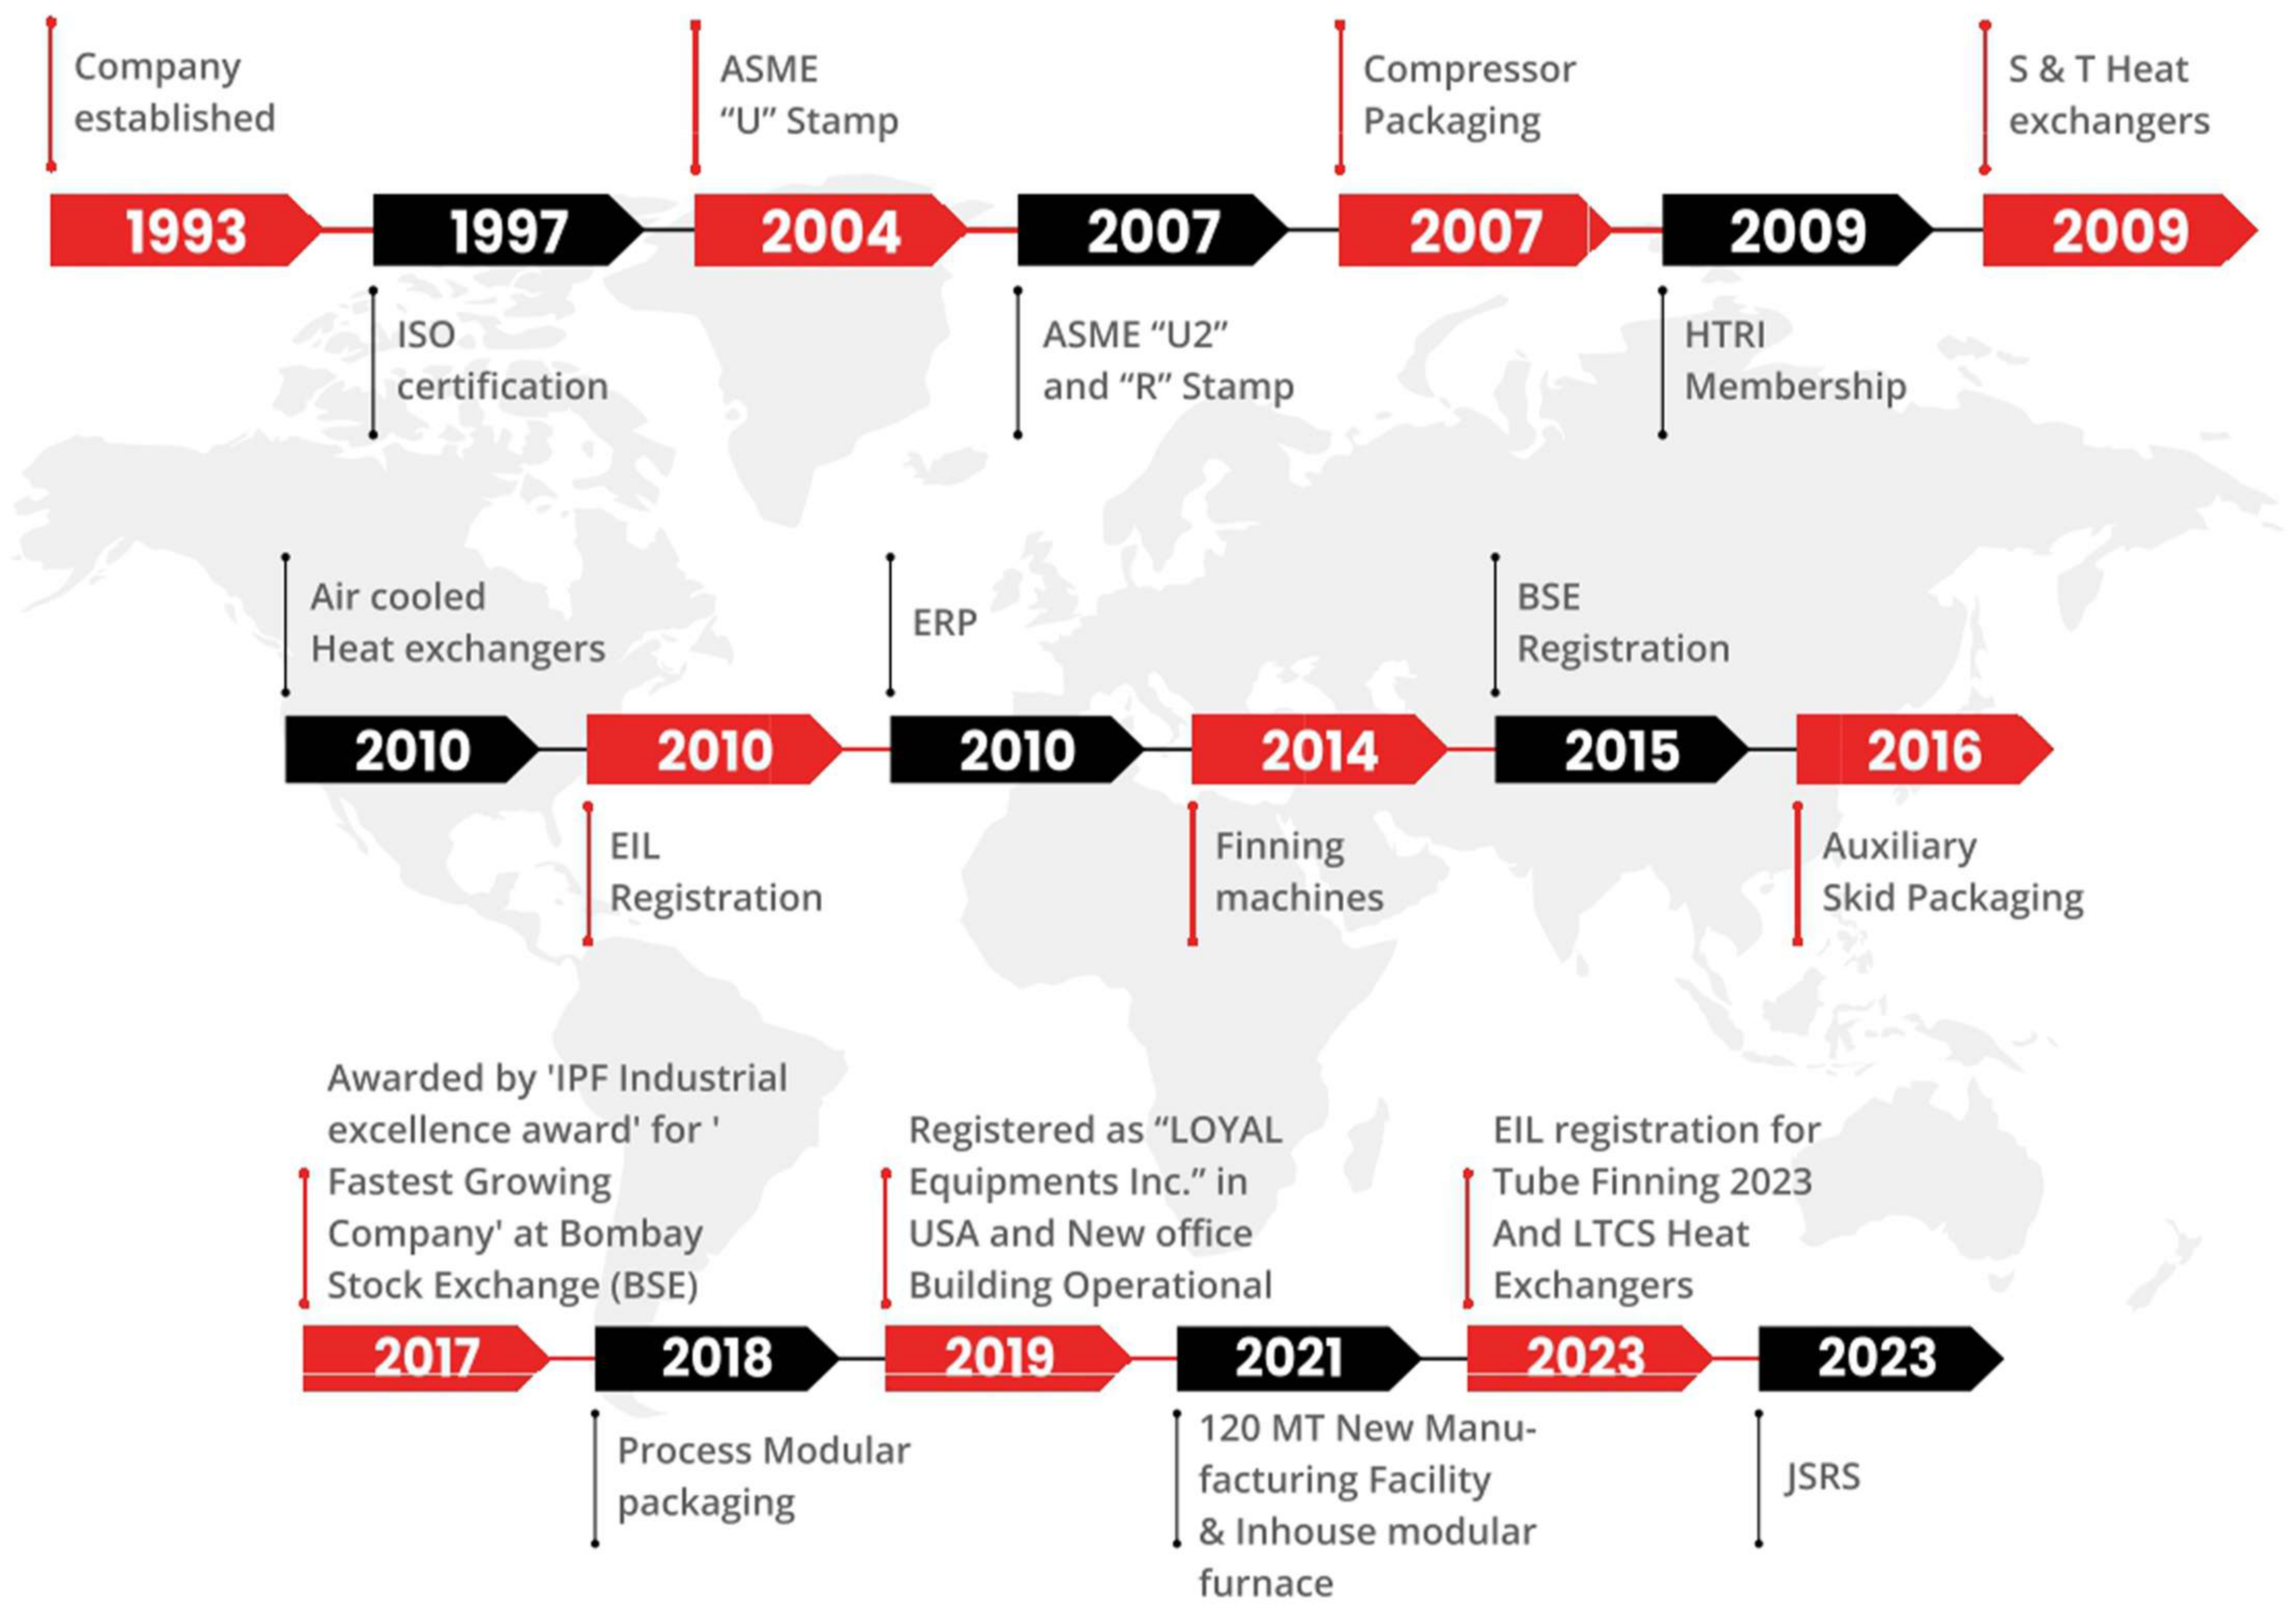 Company
established
ASME
“U” Stamp
Compressor
Packaging
S & T Heat
exchangers
1993
1997
2004
2007
2007
2009
2009
ISO
certification
ASME “U2”
and “R” Stamp
HTRI
Membership
Air cooled
Heat exchangers
ERP
BSE
Registration
2010
2010
2010
2014
2015
2016
EIL
Registration
Finning
machines
Auxiliary
Skid Packaging
Awarded by 'IPF Industrial
excellence award' for '
Fastest Growing
Company' at Bombay
Stock Exchange (BSE)
Registered as “LOYAL
Equipments Inc.” in
USA and New office
Building Operational
EIL registration for
Tube Finning 2023
And LTCS Heat
Exchangers
2017
2018
2019
2021
2023
2023
Process Modular
packaging
120 MT New Manu-
facturing Facility
& Inhouse modular
furnace
JSRS